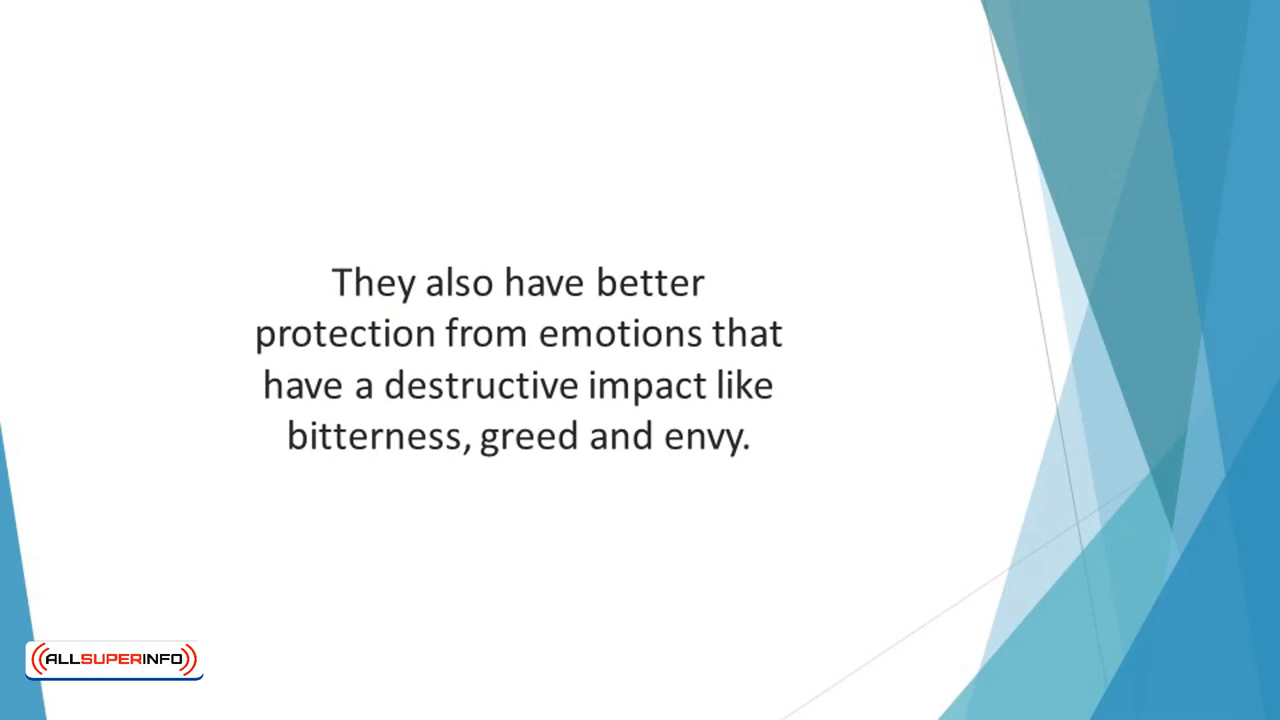 They also have better
protection from emotions that
have a destructive impact like
bitterness, greed and envy.
ALLSUPERINFO